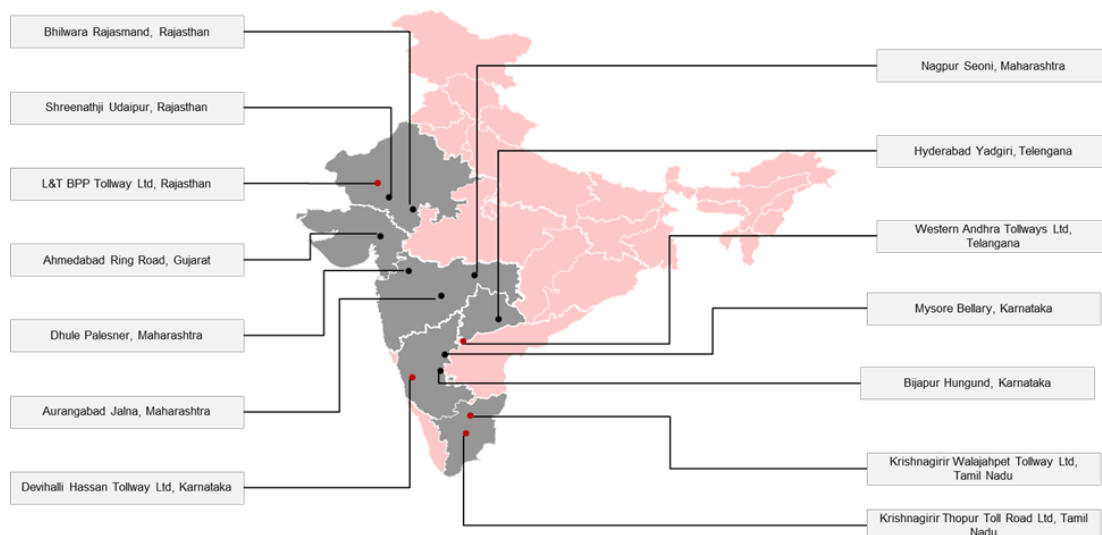 Bhilwara Rajasmand, Rajasthan
Shreenathji Udaipur, Rajasthan
L&T BPP Tollway Ltd, Rajasthan
Ahmedabad Ring Road, Gujarat
Dhule Palesner, Maharashtra
Aurangabad Jalna, Maharashtra
Devihalli Hassan Tollway Ltd, Karnataka
Nagpur Seoni, Maharashtra
Hyderabad Yadgiri, Telengana
Western Andhra Tollways Ltd,
Telangana
Mysore Bellary, Karnataka
Bijapur Hungund, Karnataka
Krishnagirir Walajahpet Tollway Ltd,
Tamil Nadu
Krishnagirir Thopur Toll Road Ltd, Tamil
Nadu